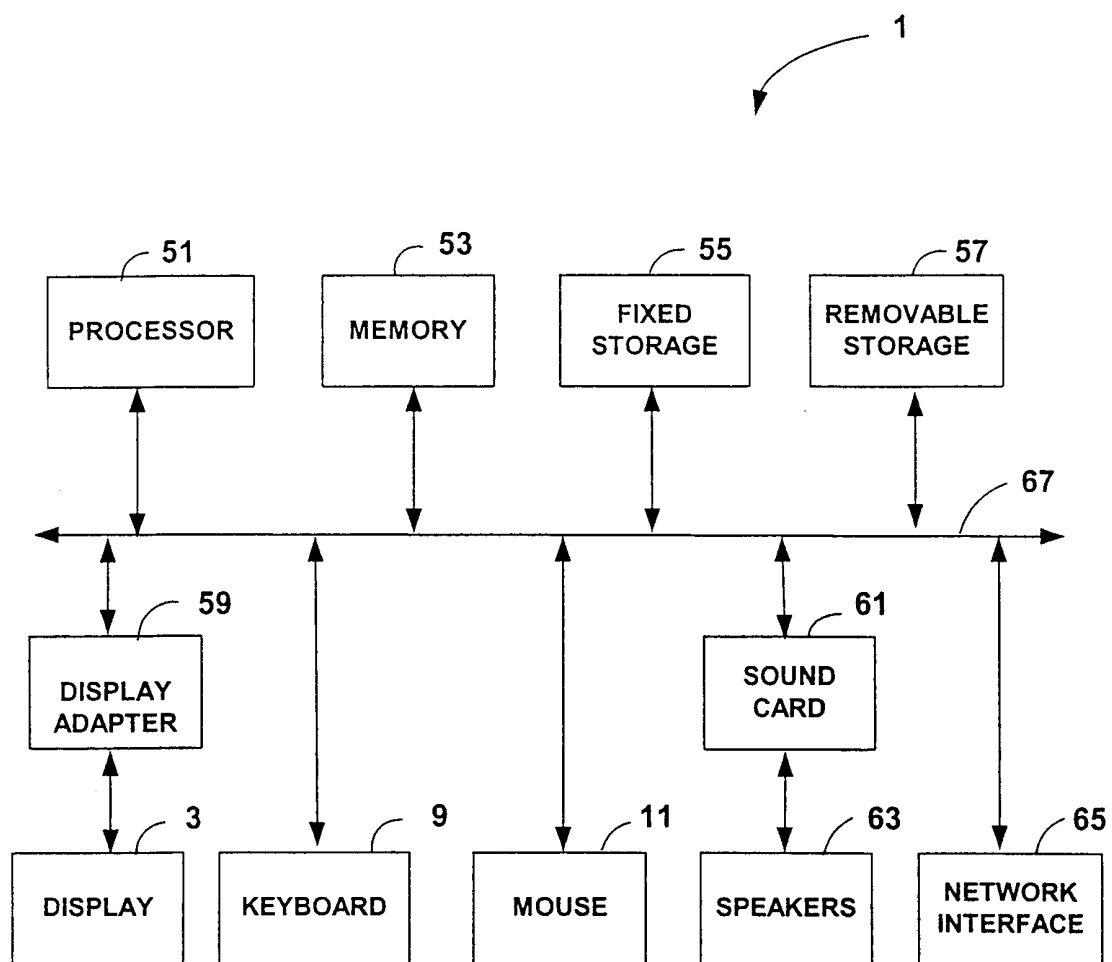 1
51
53
55
57
PROCESSOR
MEMORY
FIXED
STORAGE
REMOVABLE
STORAGE
67
59
61
DISPLAY
ADAPTER
SOUND
CARD
3
9
11
63
65
DISPLAY
KEYBOARD
MOUSE
SPEAKERS
NETWORK
INTERFACE